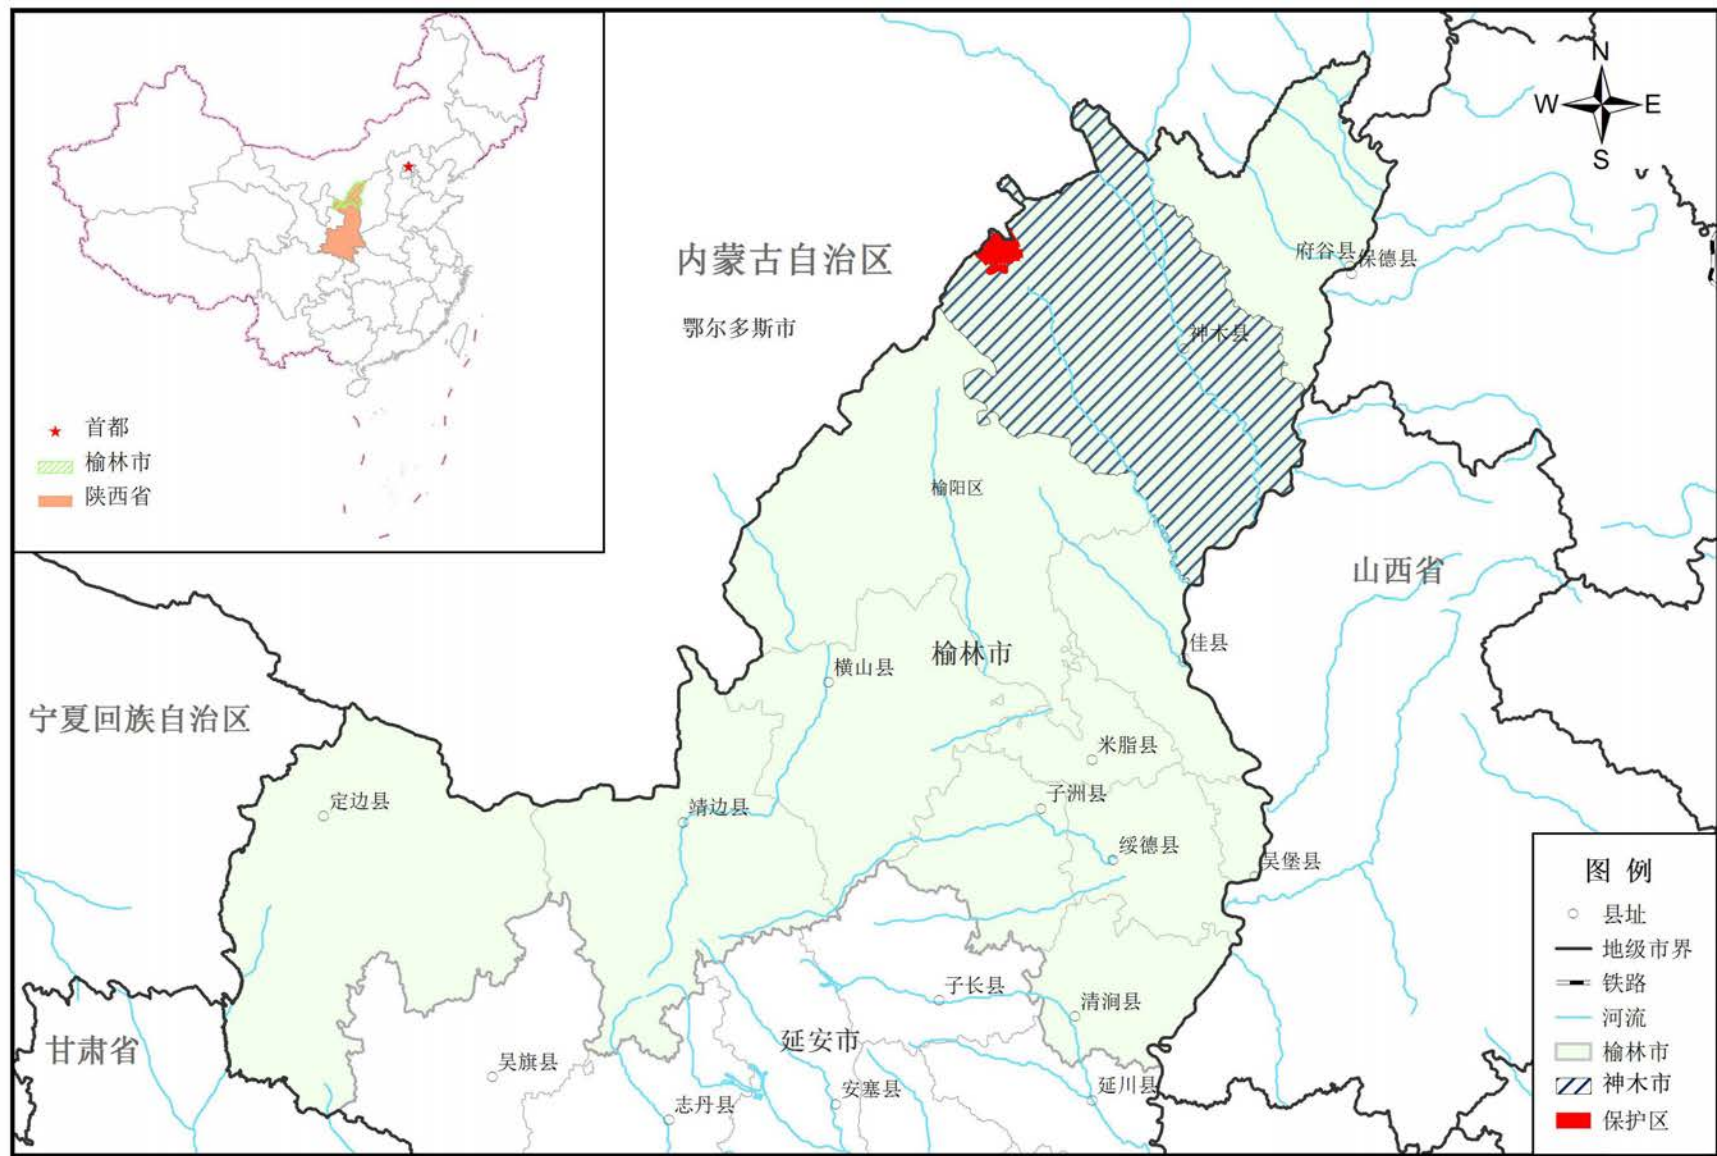 首都
榆林市
陕西省
N
W E
S
内蒙古自治区
鄂尔多斯市
府谷县
保德县
神木县
榆阳区
山西省
佳县
榆林市
横山县
宁夏回族自治区
米脂县
定边县
靖边县
子洲县
绥德县
吴堡县
子长县
清涧县
甘肃省
延安市
吴旗县
志丹县
安塞县
延川县
图 例
县址
地级市界
铁路
河流
榆林市
神木市
保护区